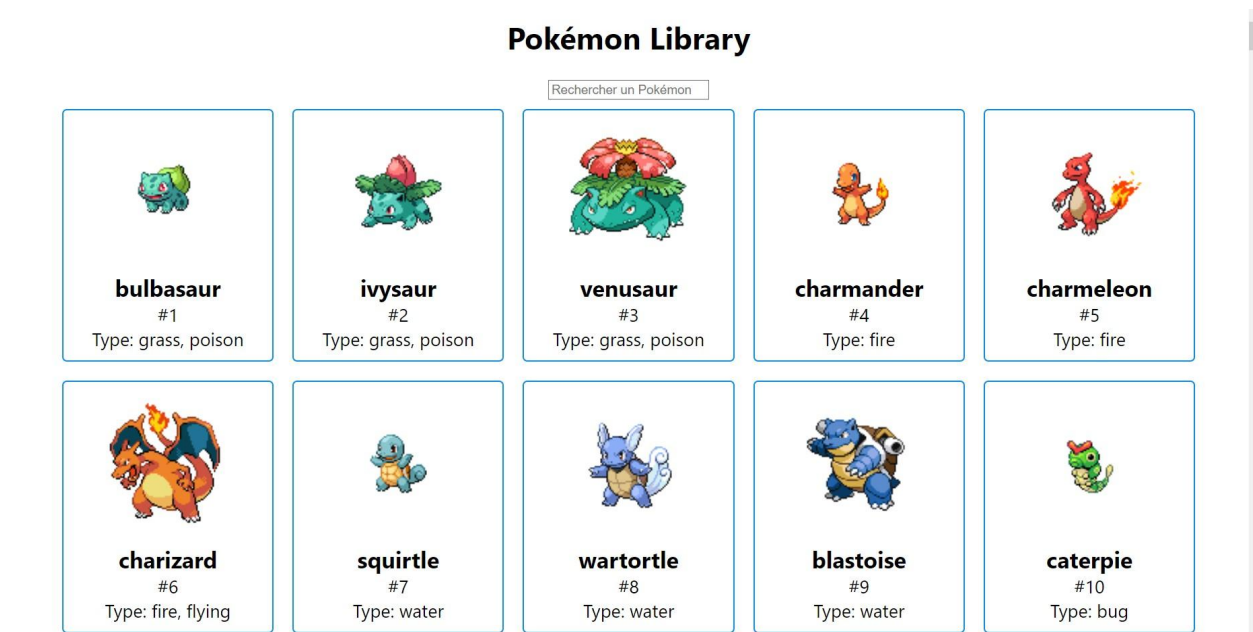 Pokémon Library
Rechercher un Pokémon
bulbasaur
#1
Type: grass, poison
ivysaur
#2
Type: grass, poison
venusaur
#3
Type: grass, poison
charmander
#4
Type: fire
charmeleon
#5
Type: fire
charizard
#6
Type: fire, flying
squirtle
#7
Type: water
wartortle
#8
Type: water
blastoise
#9
Type: water
caterpie
#10
Type: bug